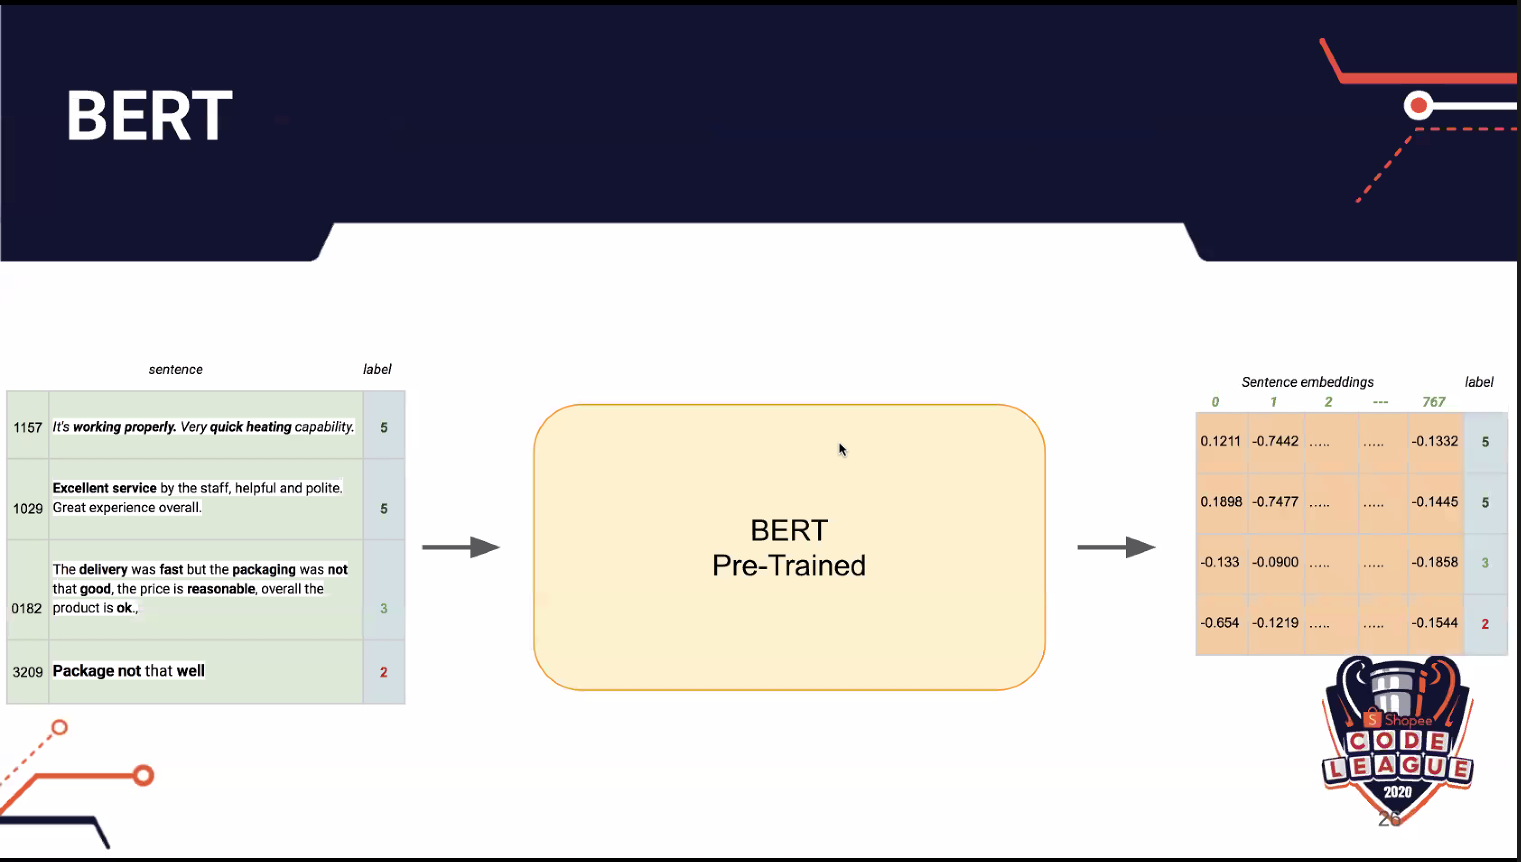 BERT
sentence label
1157 It's working properly. Very quick heating capability. 5
1029 Excellent service by the staff, helpful and polite.
Great experience overall. 5
0182 The delivery was fast but the packaging was not
that good, the price is reasonable, overall the
product is ok., 3
3209 Package not that well 2
BERT
Pre-Trained
Sentence embeddings label
0 1 2 --- 767
0.1211 -0.7442 ..... ..... -0.1332 5
0.1898 -0.7477 ..... ..... -0.1445 5
-0.133 -0.0900 ..... ..... -0.1858 3
-0.654 -0.1219 ..... ..... -0.1544 2
S Shopee
CODE
LEAGUE
2020
26